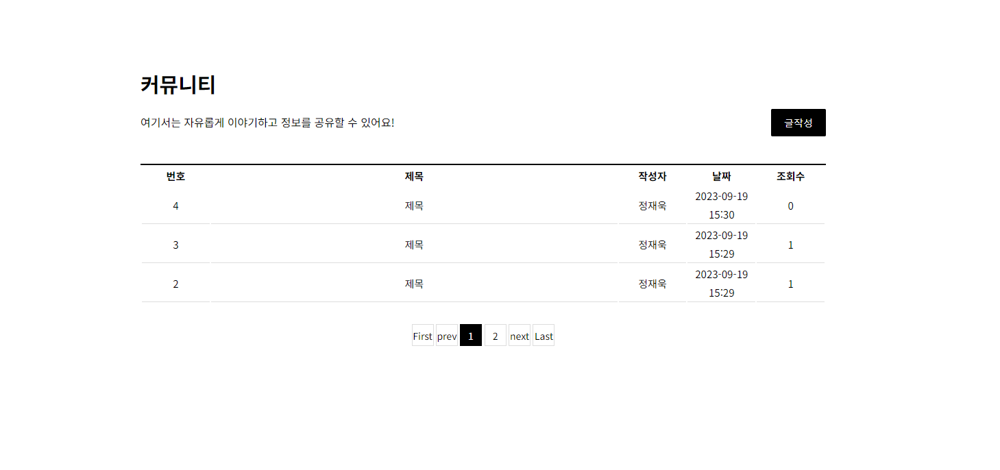 커뮤니티
여기서는 자유롭게 이야기하고 정보를 공유할 수 있어요!
글작성
번호 제목 작성자 날짜 조회수
4 제목 정재욱 2023-09-19 15:30 0
3 제목 정재욱 2023-09-19 15:29 1
2 제목 정재욱 2023-09-19 15:29 1
First prev 1 2 next Last